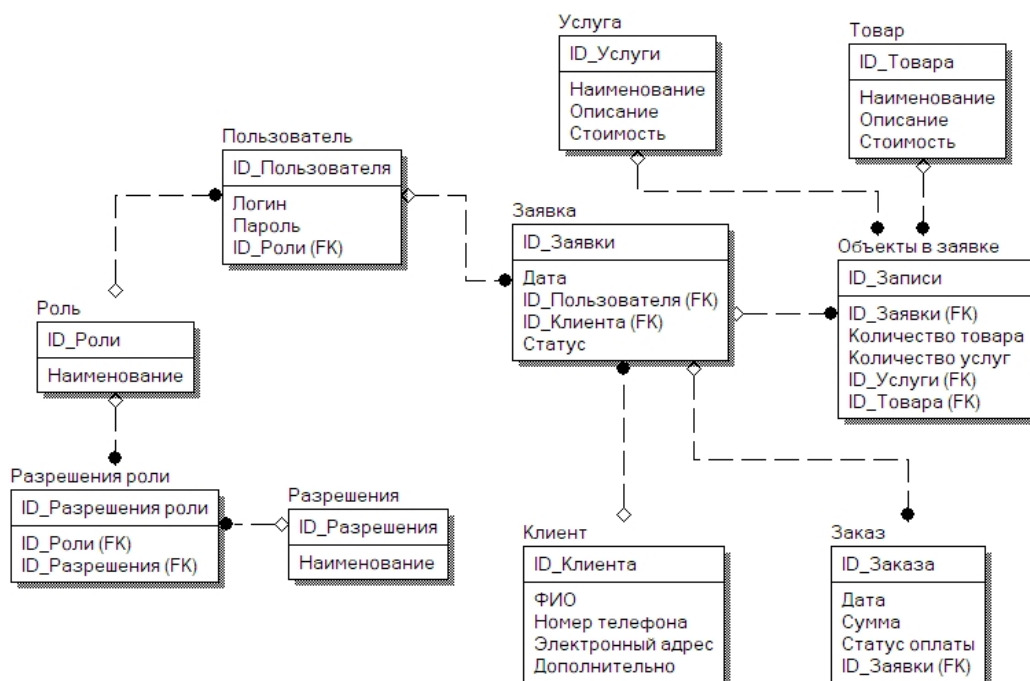 Услуга
ID_Услуги
Наименование
Описание
Стоимость
Товар
ID_Товара
Наименование
Описание
Стоимость
Пользователь
ID_Пользователя
Логин
Пароль
ID_Роли (FK)
Заявка
ID_Заявки
Дата
ID_Пользователя (FK)
ID_Клиента (FK)
Статус
Объекты в заявке
ID_Записи
ID_Заявки (FK)
Количество товара
Количество услуг
ID_Услуги (FK)
ID_Товара (FK)
Роль
ID_Роли
Наименование
Разрешения роли
ID_Разрешения роли
ID_Роли (FK)
ID_Разрешения (FK)
Разрешения
ID_Разрешения
Наименование
Клиент
ID_Клиента
ФИО
Номер телефона
Электронный адрес
Дополнительно
Заказ
ID_Заказа
Дата
Сумма
Статус оплаты
ID_Заявки (FK)